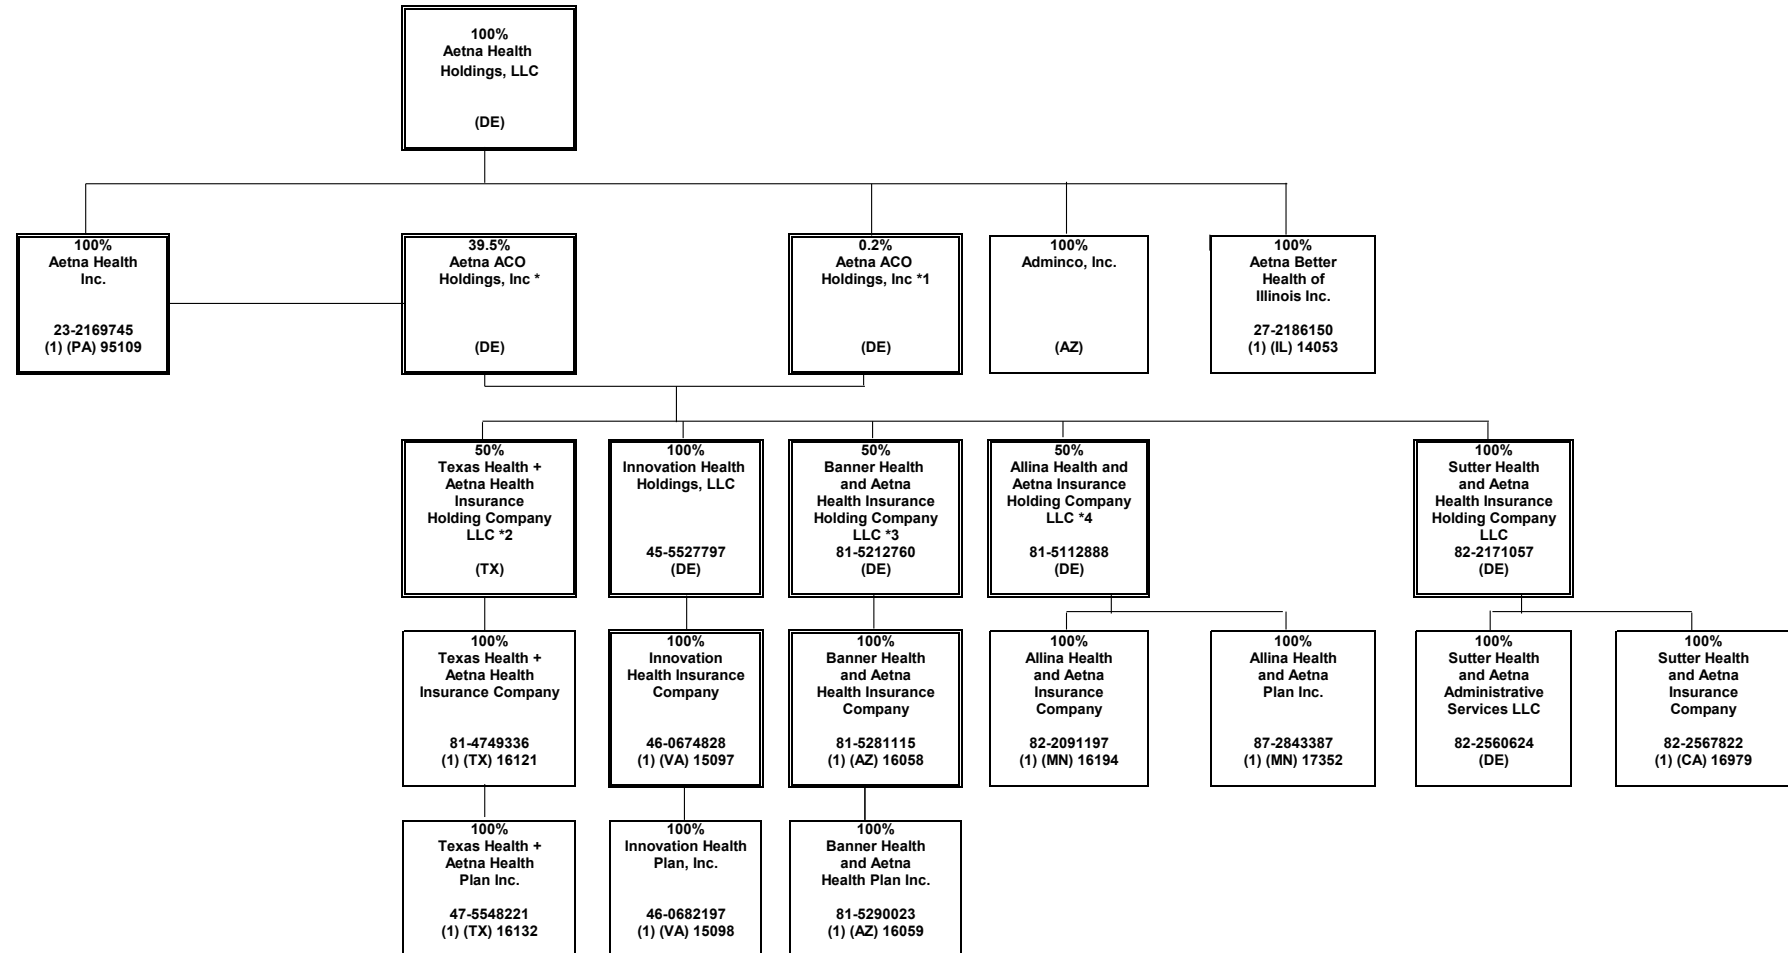 100%
Aetna Health
Holdings, LLC
(DE)
100%
Aetna Health
Inc.
23-2169745
(1) (PA) 95109
39.5%
Aetna ACO
Holdings, Inc *
(DE)
0.2%
Aetna ACO
Holdings, Inc *1
(DE)
100%
Adminco, Inc.
(AZ)
100%
Aetna Better
Health of
Illinois Inc.
27-2186150
(1) (IL) 14053
50%
Texas Health +
Aetna Health
Insurance
Holding Company
LLC *2
(TX)
100%
Innovation Health
Holdings, LLC
45-5527797
(DE)
50%
Banner Health
and Aetna
Health Insurance
Holding Company
LLC *3
81-5212760
(DE)
50%
Allina Health and
Aetna Insurance
Holding Company
LLC *4
81-5112888
(DE)
100%
Sutter Health
and Aetna
Health Insurance
Holding Company
LLC
82-2171057
(DE)
100%
Texas Health +
Aetna Health
Insurance Company
81-4749336
(1) (TX) 16121
100%
Innovation
Health Insurance
Company
46-0674828
(1) (VA) 15097
100%
Banner Health
and Aetna
Health Insurance
Company
81-5281115
(1) (AZ) 16058
100%
Allina Health
and Aetna
Insurance
Company
82-2091197
(1) (MN) 16194
100%
Allina Health
and Aetna
Plan Inc.
87-2843387
(1) (MN) 17352
100%
Sutter Health
and Aetna
Administrative
Services LLC
82-2560624
(DE)
100%
Sutter Health
and Aetna
Insurance
Company
82-2567822
(1) (CA) 16979
100%
Texas Health +
Aetna Health
Plan Inc.
47-5548221
(1) (TX) 16132
100%
Innovation Health
Plan, Inc.
46-0682197
(1) (VA) 15098
100%
Banner Health
and Aetna
Health Plan Inc.
81-5290023
(1) (AZ) 16059